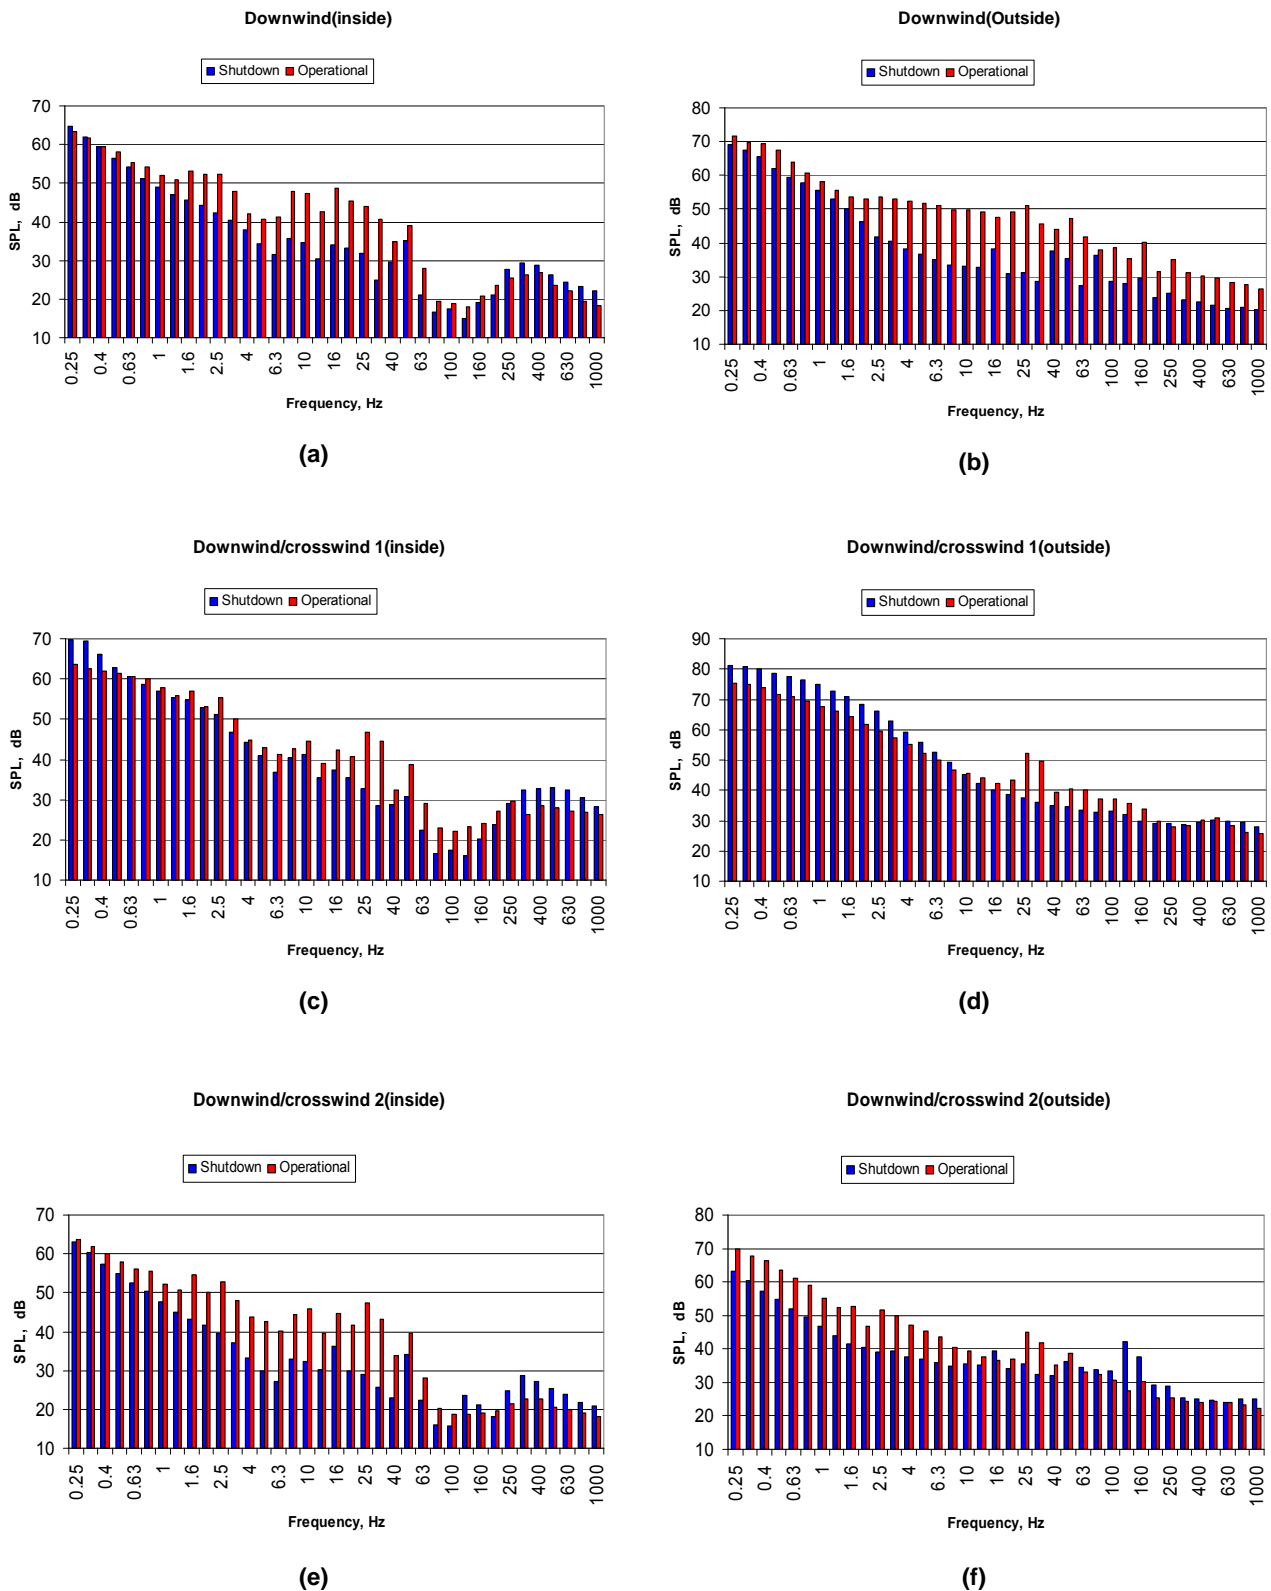 Downwind(inside)
Shutdown Operational
70
60
50
40
30
20
10
SPL, dB
0.25 0.4 0.63 1 1.6 2.5 4 6.3 10 16 25 40 63 100 160 250 400 630 1000
Frequency, Hz
(a)
Downwind(Outside)
Shutdown Operational
80
70
60
50
40
30
20
10
SPL, dB
0.25 0.4 0.63 1 1.6 2.5 4 6.3 10 16 25 40 63 100 160 250 400 630 1000
Frequency, Hz
(b)
Downwind/crosswind 1(inside)
Shutdown Operational
70
60
50
40
30
20
10
SPL, dB
0.25 0.4 0.63 1 1.6 2.5 4 6.3 10 16 25 40 63 100 160 250 400 630 1000
Frequency, Hz
(c)
Downwind/crosswind 1(outside)
Shutdown Operational
90
80
70
60
50
40
30
20
10
SPL, dB
0.25 0.4 0.63 1 1.6 2.5 4 6.3 10 16 25 40 63 100 160 250 400 630 1000
Frequency, Hz
(d)
Downwind/crosswind 2(inside)
Shutdown Operational
70
60
50
40
30
20
10
SPL, dB
0.25 0.4 0.63 1 1.6 2.5 4 6.3 10 16 25 40 63 100 160 250 400 630 1000
Frequency, Hz
(e)
Downwind/crosswind 2(outside)
Shutdown Operational
80
70
60
50
40
30
20
10
SPL, dB
0.25 0.4 0.63 1 1.6 2.5 4 6.3 10 16 25 40 63 100 160 250 400 630 1000
Frequency, Hz
(f)